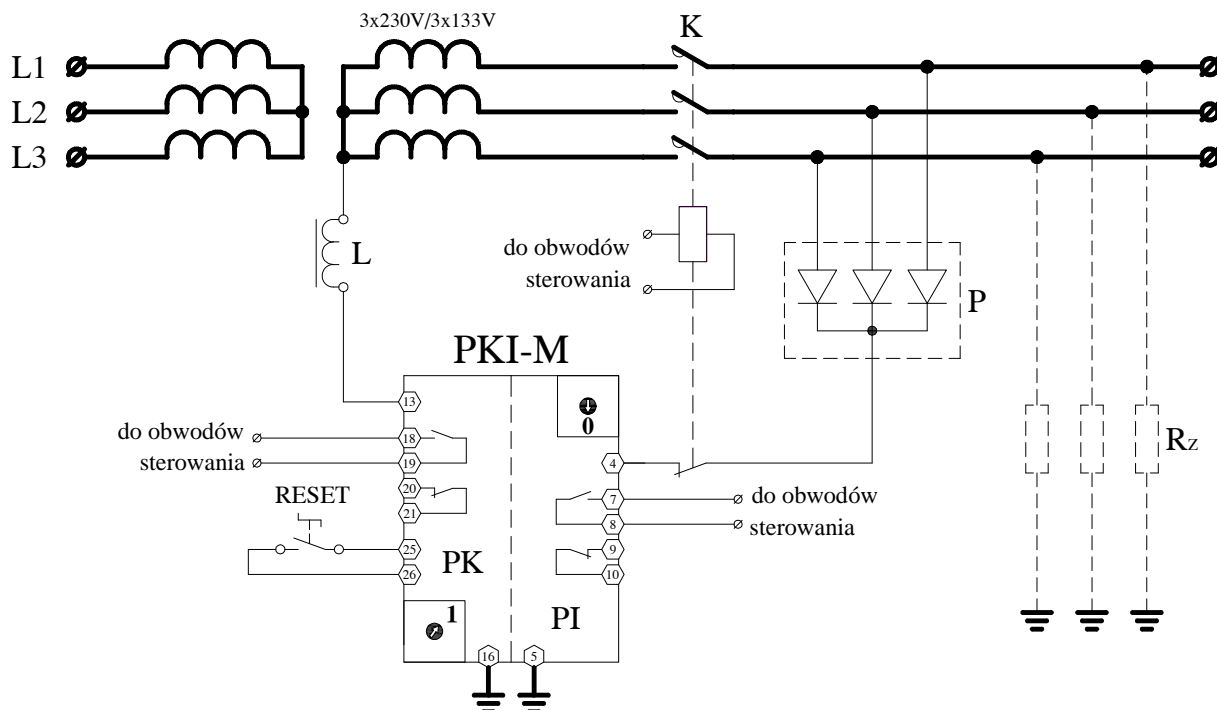 3x230V/3x133V
K
L1
L2
L3
L
do obwodów
sterowania
P
PKI-M
13
0
do obwodów
sterowania
18
19
4
Rz
RESET
20
21
7
8
do obwodów
sterowania
25
26
PK
9
10
1
PI
16
5